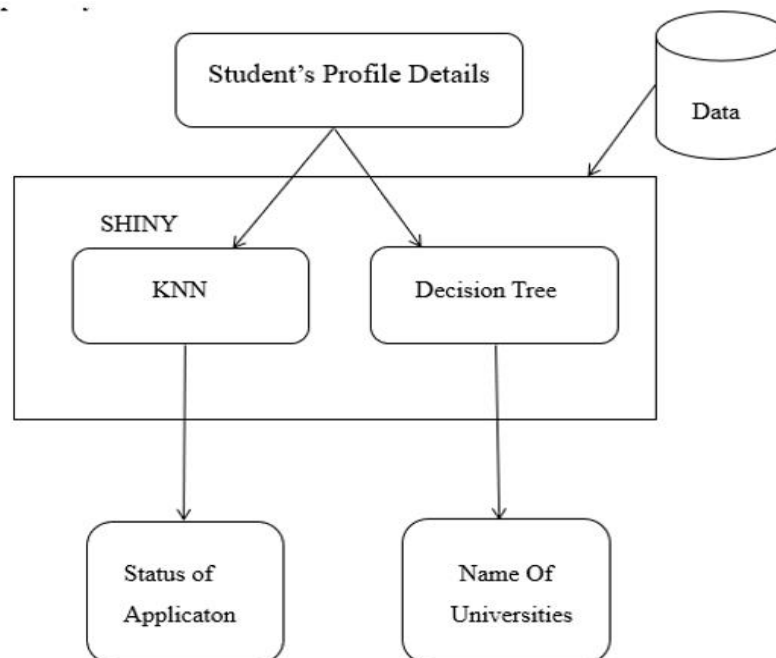 Student’s Profile Details
Data
SHINY
KNN
Decision Tree
Status of
Applicaton
Name Of
Universities